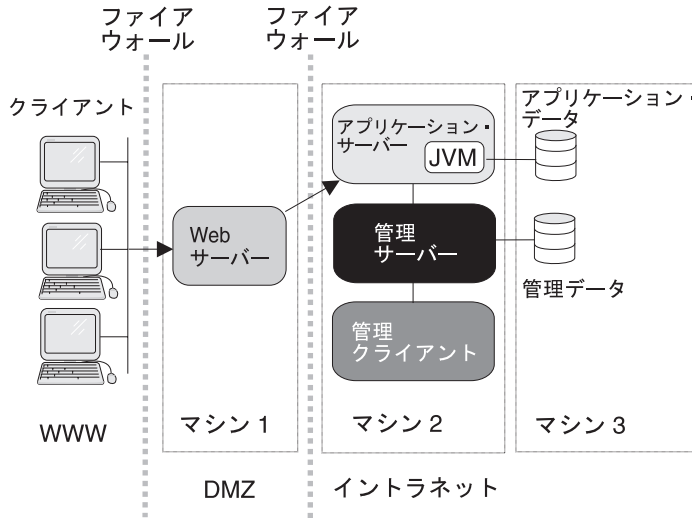 ファイア
ウォール
ファイア
ウォール
クライアント
アプリケーション・
サーバー
JVM
アプリケーション・
データ
Web
サーバー
管理
サーバー
管理データ
管理
クライアント
WWW
マシン 1
マシン 2
マシン 3
DMZ
イントラネット